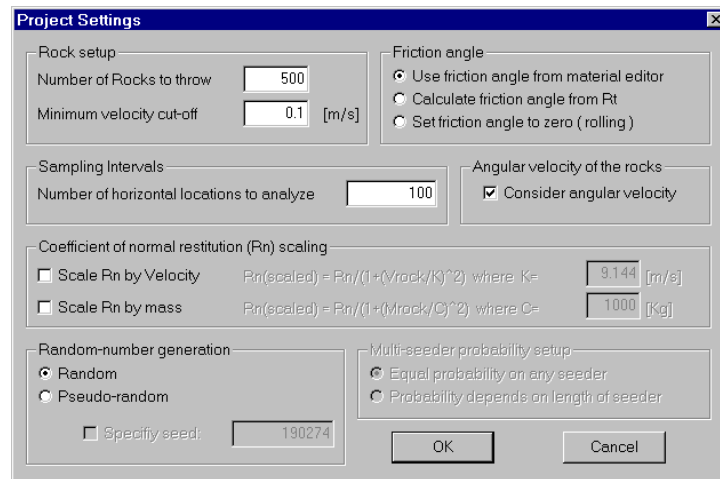 Project Settings
Rock setup
Number of Rocks to throw 500
Minimum velocity cut-off 0.1 [m/s]
Friction angle
Use friction angle from material editor
Calculate friction angle from Rt
Set friction angle to zero ( rolling )
Sampling Intervals
Number of horizontal locations to analyze 100
Angular velocity of the rocks
Consider angular velocity
Coefficient of normal restitution (Rn) scaling
Scale Rn by Velocity Rn(scaled) = Rn/(1+(Vrock/K)^2) where K= 9.144 [m/s]
Scale Rn by mass Rn(scaled) = Rn/(1+(Mrock/C)^2) where C= 1000 [Kg]
Random-number generation
Random
Pseudo-random
Specifiy seed: 190274
Multi-seeder probability setup
Equal probability on any seeder
Probability depends on length of seeder
OK Cancel